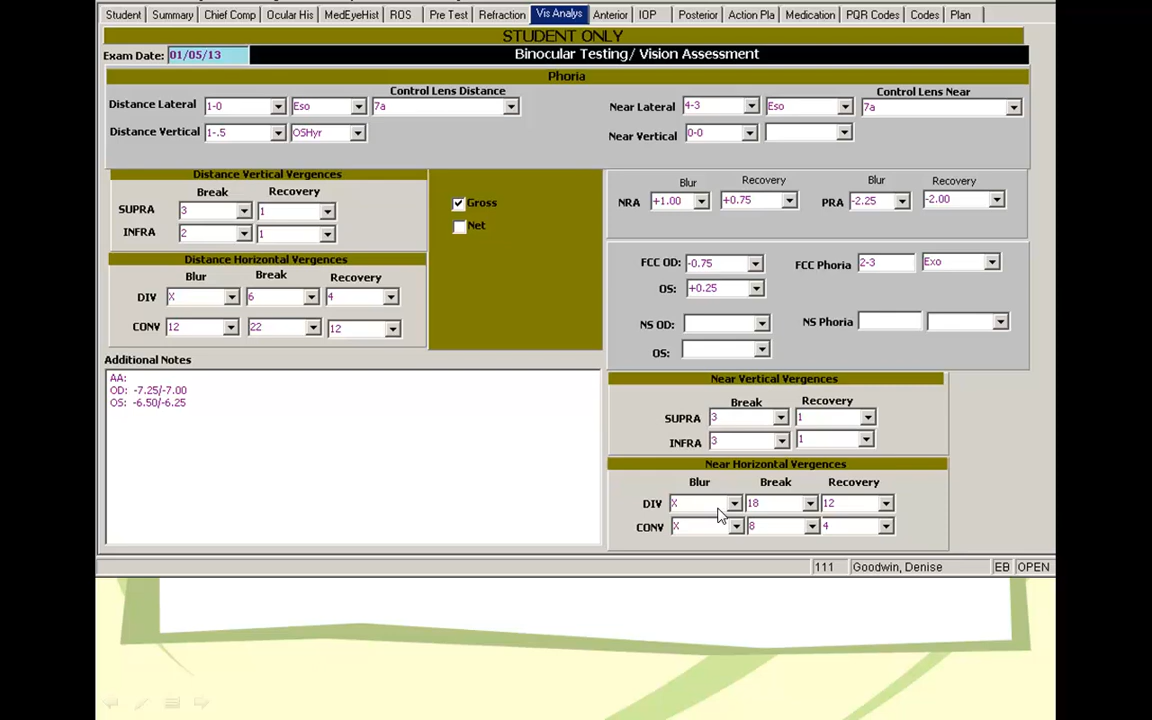 Student Summary Chief Comp Ocular His MedEyeHist ROS Pre Test Refraction Vis Analys Anterior IOP Posterior Action Pla Medication PQR Codes Codes Plan
STUDENT ONLY
Exam Date: 01/05/13 Binocular Testing/ Vision Assessment
Phoria
Control Lens Distance Control Lens Near
Distance Lateral 1-0 Eso 7a Near Lateral 4-3 Eso 7a
Distance Vertical 1-.5 OSHyr Near Vertical 0-0
Distance Vertical Vergences
Break Recovery
SUPRA 3 1
INFRA 2 1
Gross
Net
Blur Recovery Blur Recovery
NRA +1.00 +0.75 PRA -2.25 -2.00
Distance Horizontal Vergences
Blur Break Recovery
DIV X 6 4
CONV 12 22 12
FCC OD: -0.75 FCC Phoria 2-3 Exo
OS: +0.25
NS OD: NS Phoria
OS:
Additional Notes
AA:
OD: -7.25/-7.00
OS: -6.50/-6.25
Near Vertical Vergences
Break Recovery
SUPRA 3 1
INFRA 3 1
Near Horizontal Vergences
Blur Break Recovery
DIV X 18 12
CONV X 8 4
111 Goodwin, Denise EB OPEN